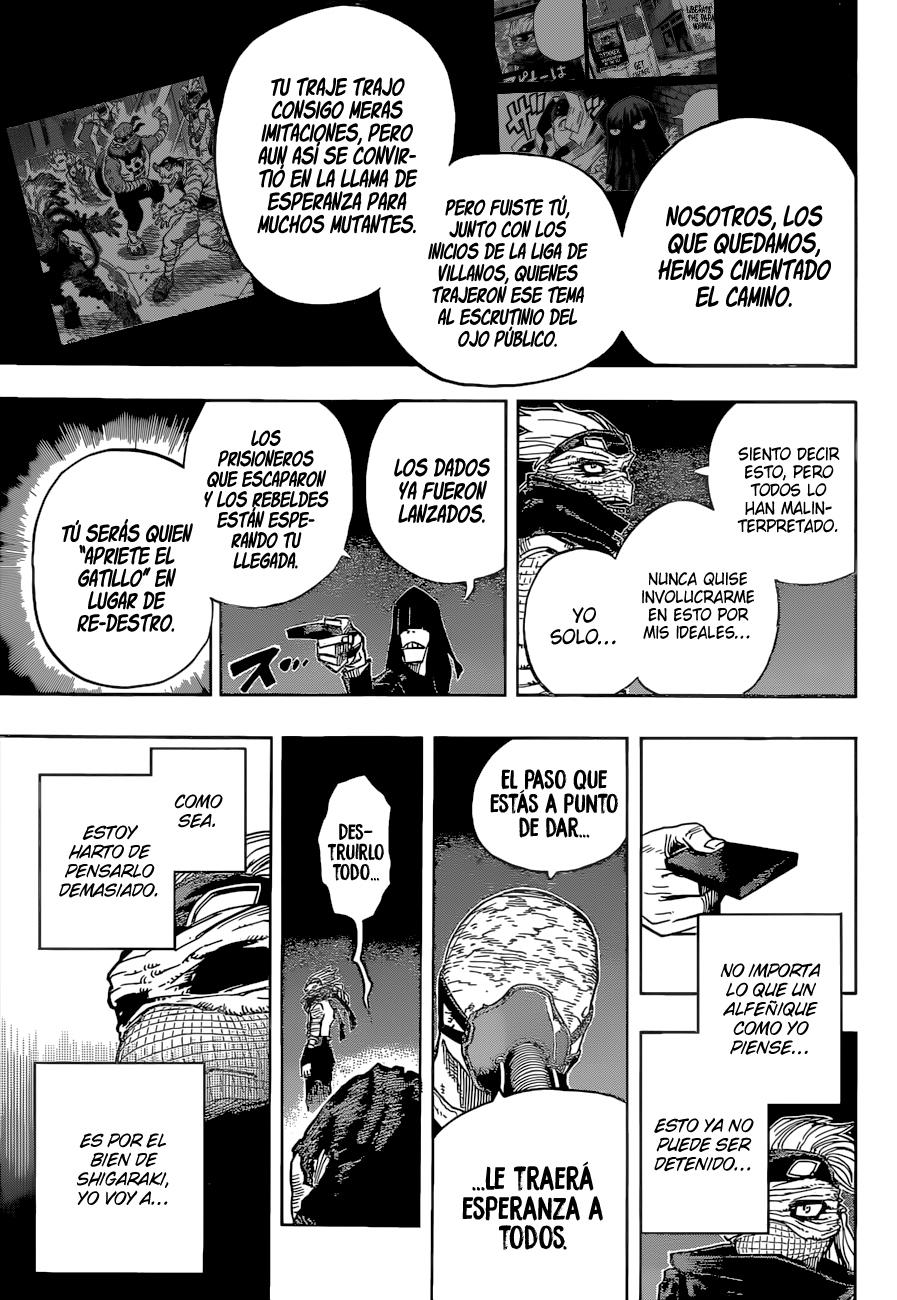 LIBERATE
THE PARA
NORMAL
GET
NOSOTROS, LOS
QUE QUEDAMOS,
HEMOS CIMENTADO
EL CAMINO.
PERO FUISTE TÚ,
JUNTO CON LOS
INICIOS DE LA LIGA DE
VILLANOS, QUIENES
TRAJERON ESE TEMA
AL ESCRUTINIO DEL
OJO PÚBLICO.
TU TRAJE TRAJO
CONSIGO MERAS
IMITACIONES, PERO
AUN ASÍ SE CONVIR-
TIÓ EN LA LLAMA DE
ESPERANZA PARA
MUCHOS MUTANTES.
SIENTO DECIR
ESTO, PERO
TODOS LO
HAN MALIN-
TERPRETADO.
NUNCA QUISE
INVOLUCRARME
EN ESTO POR
MIS IDEALES...
YO
SOLO...
LOS DADOS
YA FUERON
LANZADOS.
ス...
LOS
PRISIONEROS
QUE ESCAPARON
Y LOS REBELDES
ESTÁN ESPE-
RANDO TU
LLEGADA.
TÚ SERÁS QUIEN
"APRIETE EL
GATILLO" EN
LUGAR DE
RE-DESTRO.
NO IMPORTA
LO QUE UN
ALFEÑIQUE
COMO YO
PIENSE...
ESTO YA NO
PUEDE SER
DETENIDO...
EL PASO QUE
ESTÁS A PUNTO
DE DAR...
...LE TRAERÁ
ESPERANZA A
TODOS.
DES-
TRUIRLO
TODO...
COMO
SEA.
ESTOY
HARTO DE
PENSARLO
DEMASIADO.
ES POR EL
BIEN DE
SHIGARAKI,
YO VOY A...